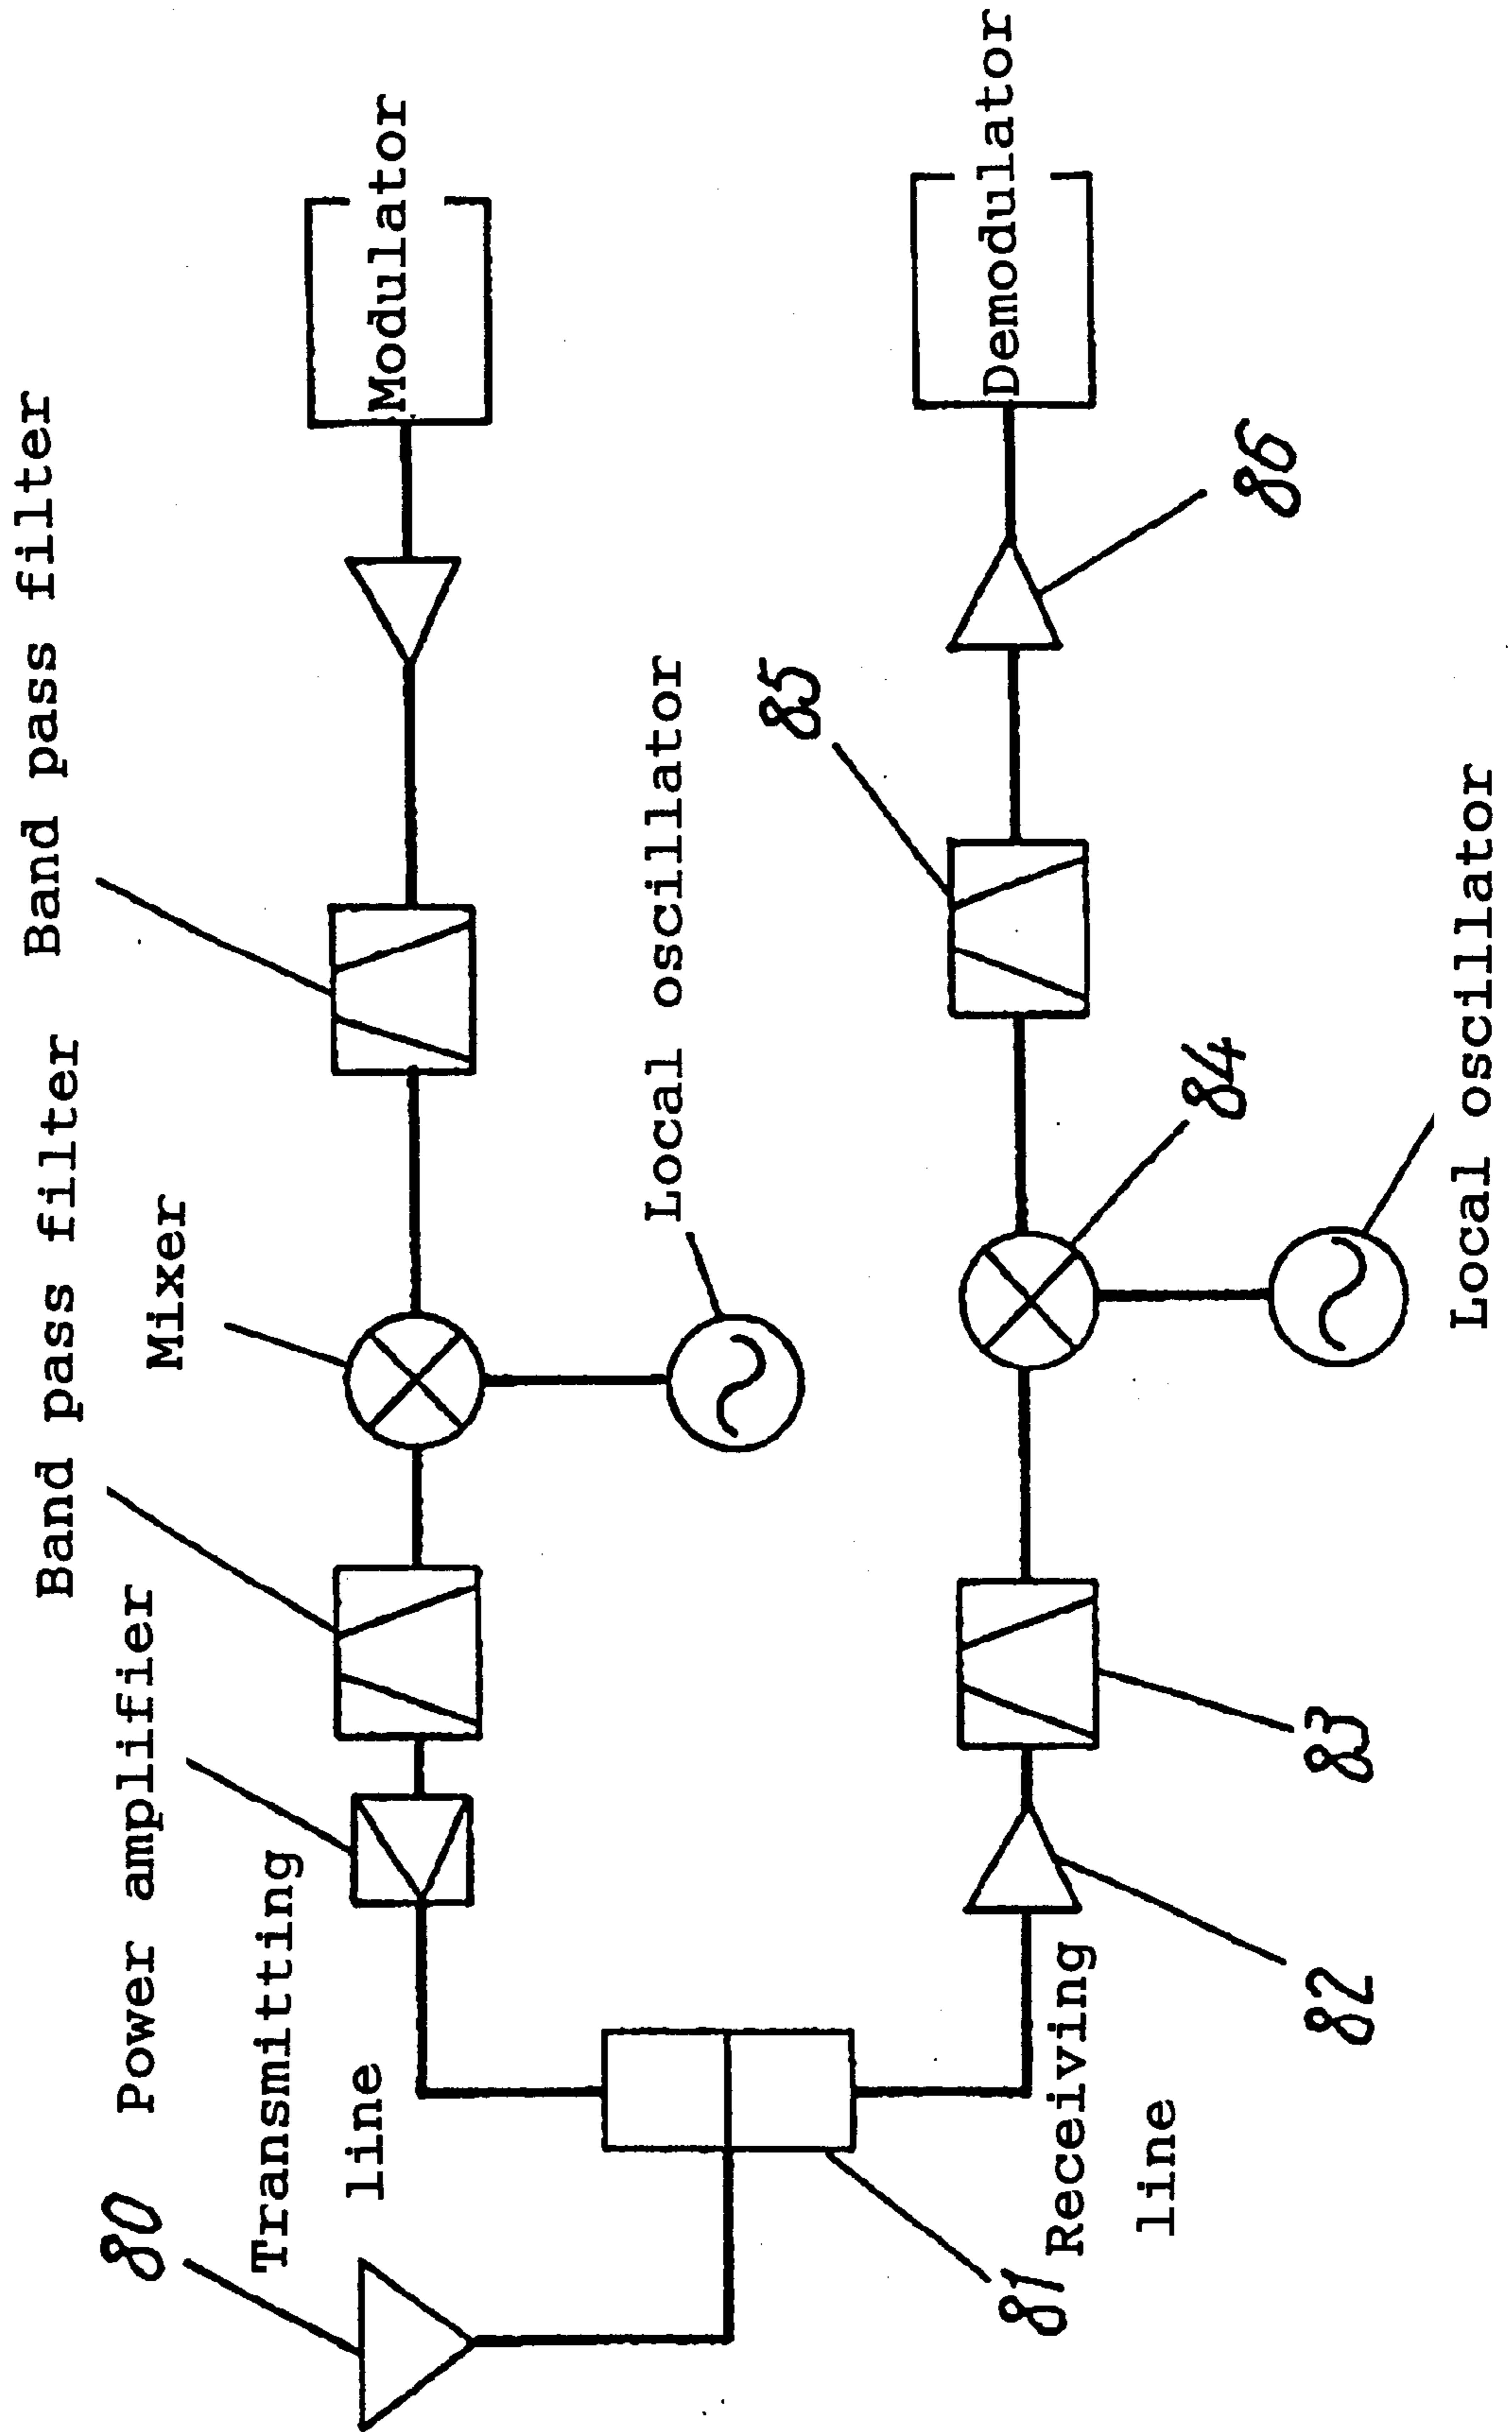 Band pass filter
Band pass filter
Mixer
Power amplifier
80
Transmitting
line
Modulator
Local oscillator
85
Demodulator
86
84
81
Receiving
line
82
83
Local oscillator